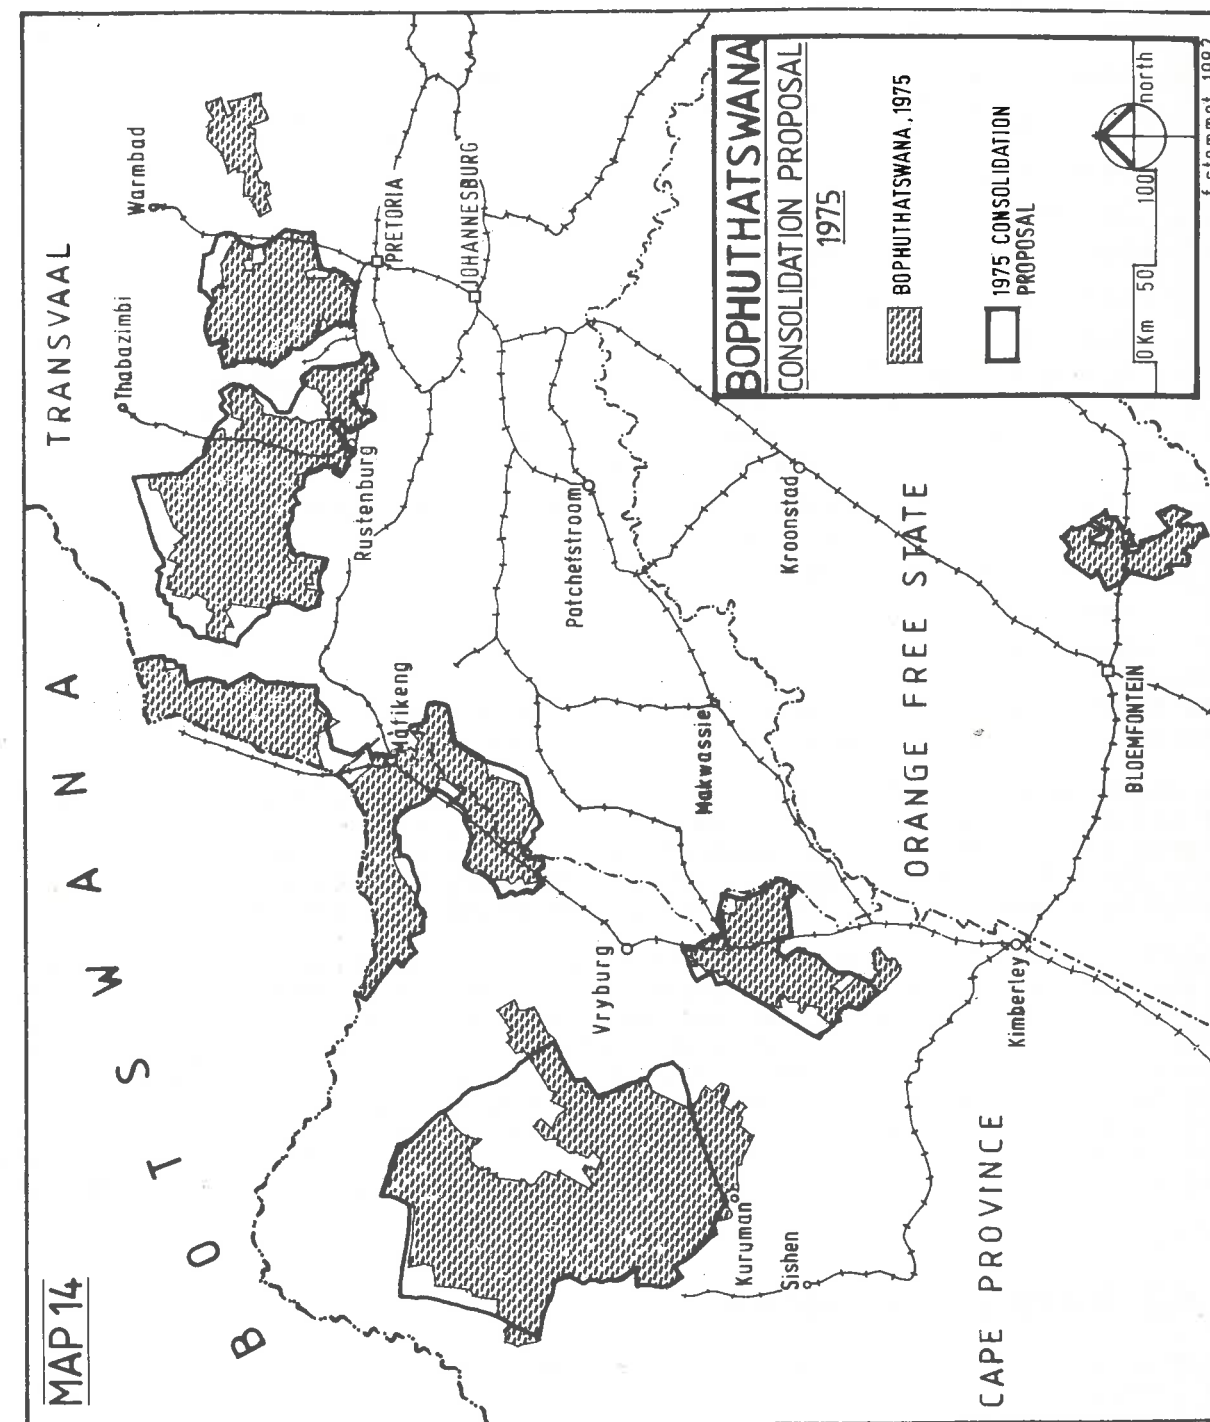 MAP 14
BOTSWANA
TRANSVAAL
Warmbad
Thabazimbi
PRETORIA
JOHANNESBURG
Rustenburg
Mafikeng
Potchefstroom
Makwassie
Kroonstad
ORANGE FREE STATE
BLOEMFONTEIN
Vryburg
Kimberley
Kuruman
Sishen
CAPE PROVINCE
BOPHUTHATSWANA
CONSOLIDATION PROPOSAL
1975
BOPHUTHATSWANA, 1975
1975 CONSOLIDATION
PROPOSAL
0 Km 50 100
north